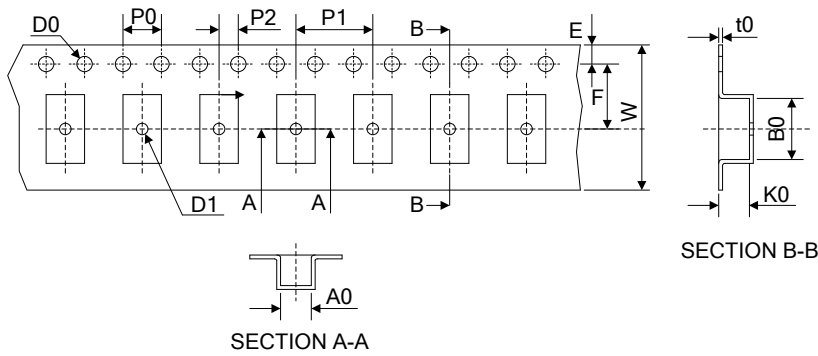 D0
P0
P2
P1
B
E
t0
F
W
B0
A
A
D1
B
K0
A0
SECTION B-B
SECTION A-A